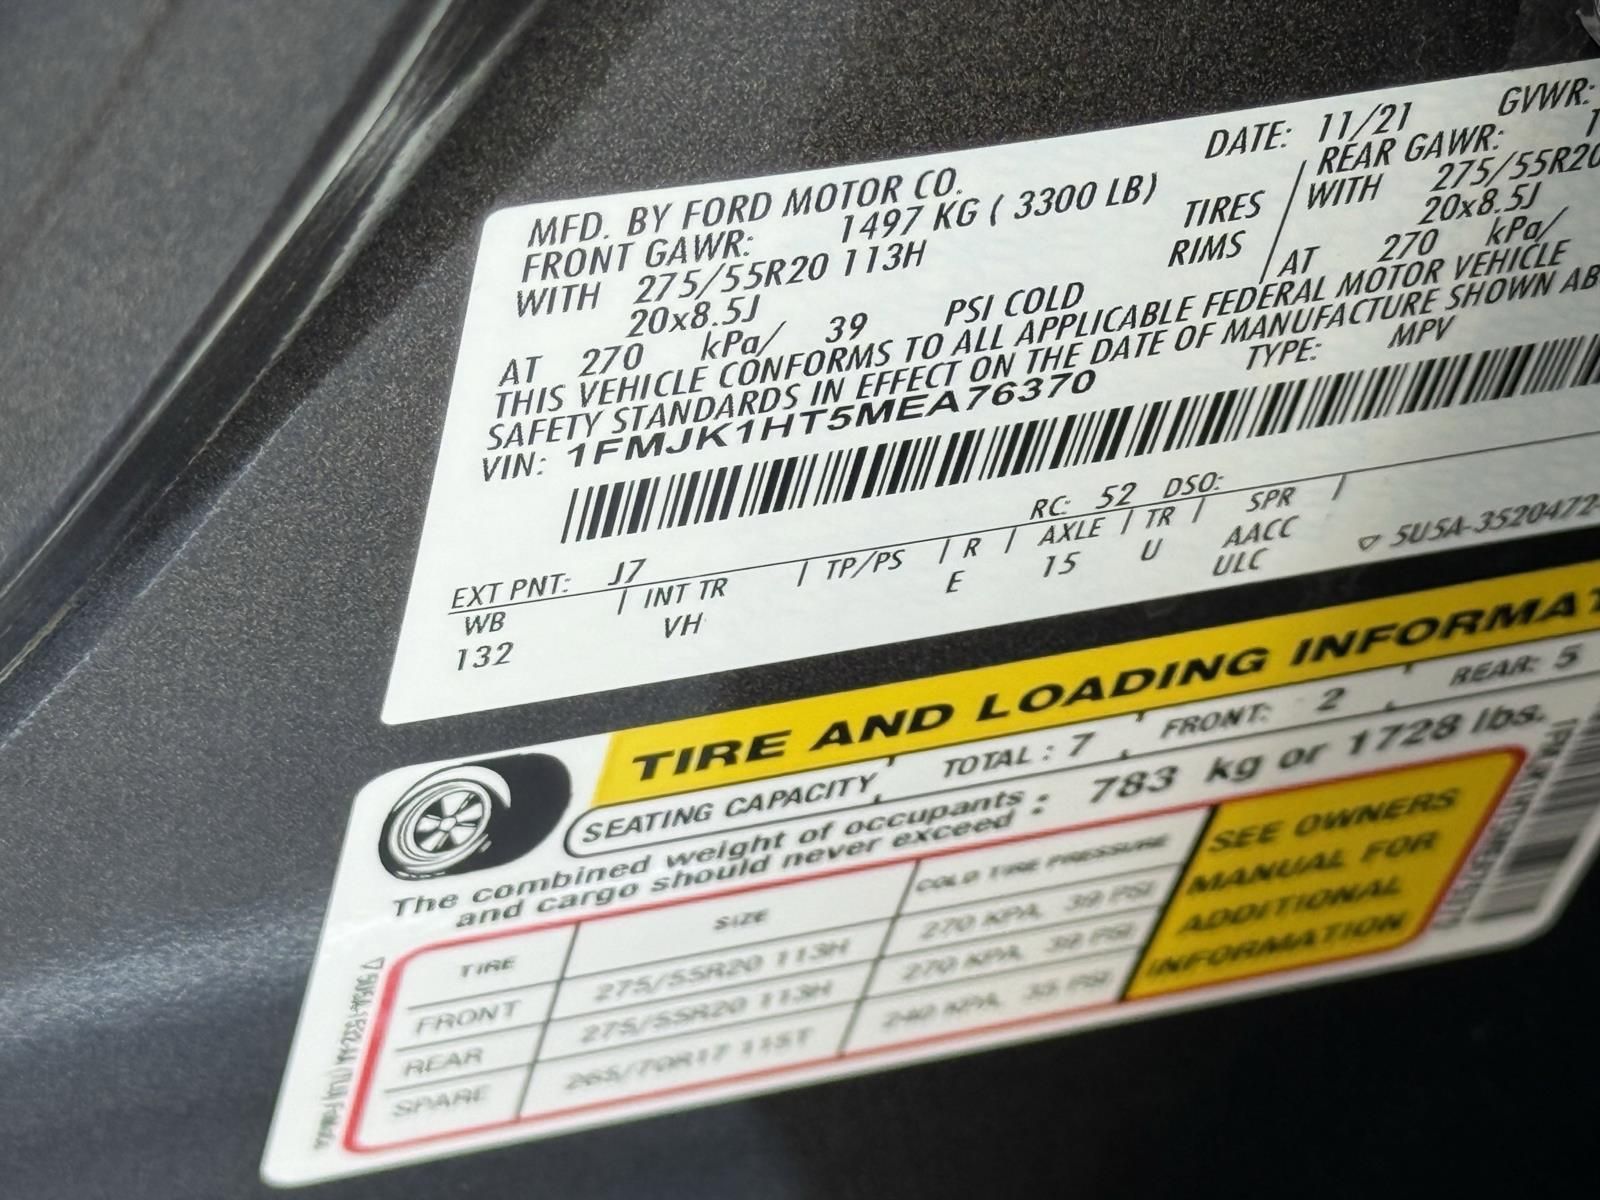 DATE: 11/21 GVWR:
MFD. BY FORD MOTOR CO.
FRONT GAWR: 1497 KG ( 3300 LB)
REAR GAWR:
WITH 275/55R20 113H
TIRES
WITH 275/55R20
20x8.5J
RIMS
20x8.5J
AT 270 kPa/ 39 PSI COLD
AT 270 kPa/
THIS VEHICLE CONFORMS TO ALL APPLICABLE FEDERAL MOTOR VEHICLE
SAFETY STANDARDS IN EFFECT ON THE DATE OF MANUFACTURE SHOWN AB
VIN: 1FMJK1HT5MEA76370
TYPE: MPV
EXT PNT: J7 RC: 52 DSO:
WB | INT TR | TP/PS | R | AXLE | TR | SPR |
132 VH E 15 U AACC
ULC
5U5A-3520472-
TIRE AND LOADING INFORMAT
SEATING CAPACITY TOTAL : 7 FRONT: 2 REAR: 5
The combined weight of occupants : 783 kg or 1728 lbs.
and cargo should never exceed
TIRE SIZE COLD TIRE PRESSURE
FRONT 275/55R20 113H 270 KPA, 39 PSI
REAR 275/55R20 113H 270 KPA, 39 PSI
SPARE 265/70R17 115T 240 KPA, 35 PSI
SEE OWNERS
MANUAL FOR
ADDITIONAL
INFORMATION